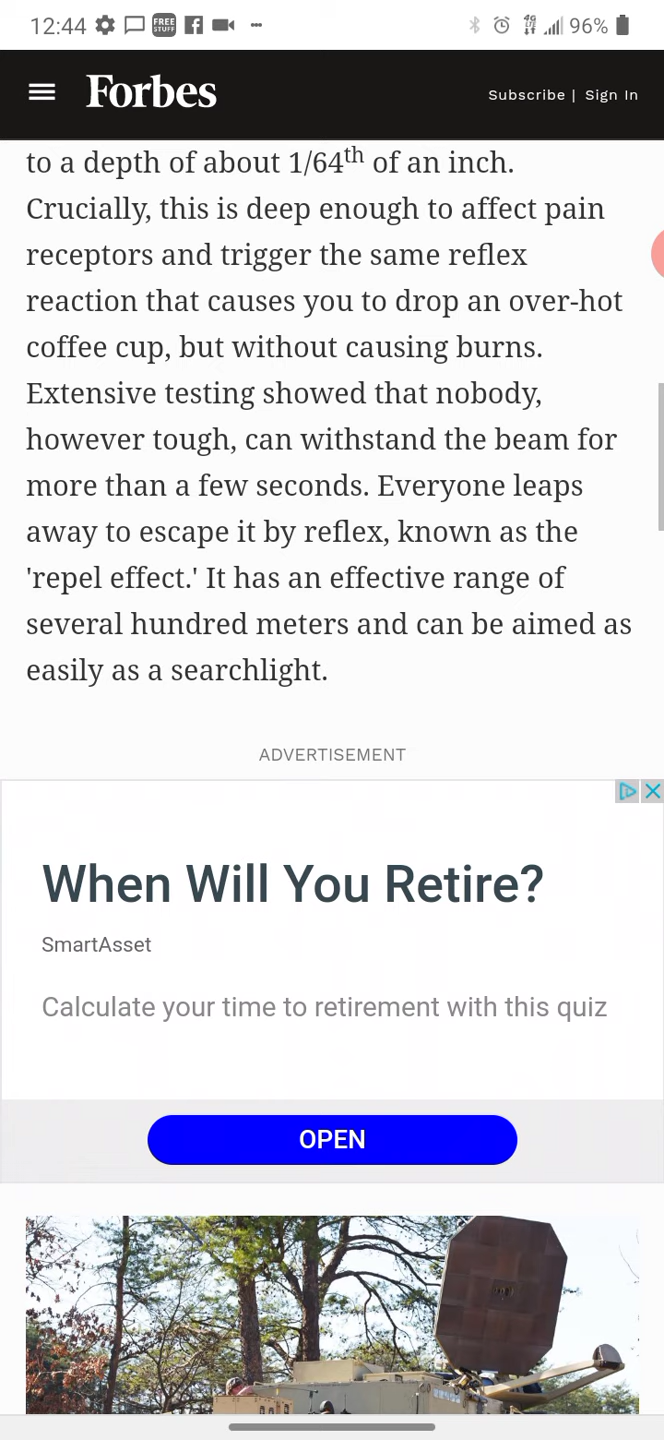 12:44 FREE STUFF 4G LTE 96%
Forbes
Subscribe | Sign In
to a depth of about 1/64th of an inch.
Crucially, this is deep enough to affect pain
receptors and trigger the same reflex
reaction that causes you to drop an over-hot
coffee cup, but without causing burns.
Extensive testing showed that nobody,
however tough, can withstand the beam for
more than a few seconds. Everyone leaps
away to escape it by reflex, known as the
'repel effect.' It has an effective range of
several hundred meters and can be aimed as
easily as a searchlight.
ADVERTISEMENT
When Will You Retire?
SmartAsset
Calculate your time to retirement with this quiz
OPEN